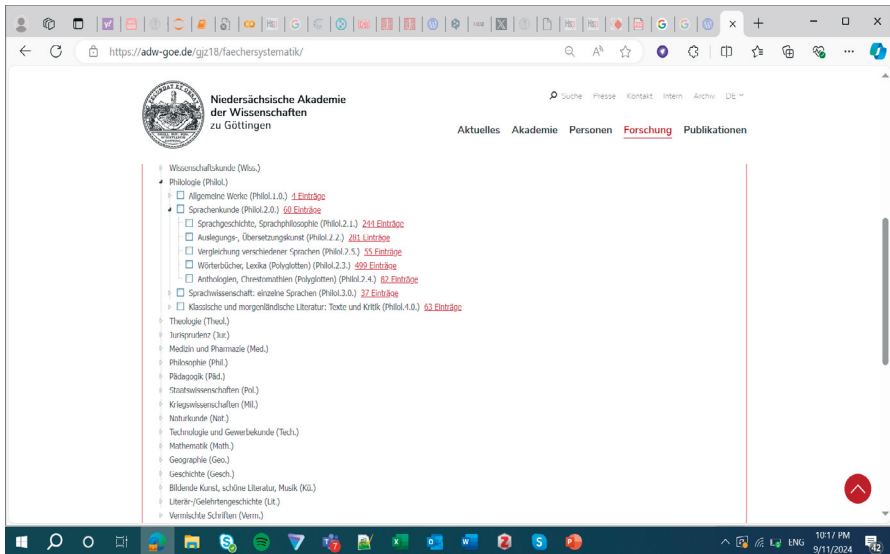 https://adw-goe.de/gjz18/faechersystematik/
Niedersächsische Akademie
der Wissenschaften
zu Göttingen
Suche Presse Kontakt Intern Archiv DE
Aktuelles Akademie Personen Forschung Publikationen
Wissenschaftskunde (Wiss.)
Philologie (Philol.)
Allgemeine Werke (Philol.1.0.) 4 Einträge
Sprachenkunde (Philol.2.0.) 60 Einträge
Sprachgeschichte, Sprachphilosophie (Philol.2.1.) 244 Einträge
Auslegungs-, Übersetzungskunst (Philol.2.2.) 281 Einträge
Vergleichung verschiedener Sprachen (Philol.2.5.) 55 Einträge
Wörterbücher, Lexika (Polyglotten) (Philol.2.3.) 499 Einträge
Anthologien, Chrestomathien (Polyglotten) (Philol.2.4.) 82 Einträge
Sprachwissenschaft: einzelne Sprachen (Philol.3.0.) 37 Einträge
Klassische und morgenländische Literatur: Texte und Kritik (Philol.4.0.) 63 Einträge
Theologie (Theol.)
Jurisprudenz (Jur.)
Medizin und Pharmazie (Med.)
Philosophie (Phil.)
Pädagogik (Päd.)
Staatswissenschaften (Pol.)
Kriegswissenschaften (Mil.)
Naturkunde (Nat.)
Technologie und Gewerbekunde (Tech.)
Mathematik (Math.)
Geographie (Geo.)
Geschichte (Gesch.)
Bildende Kunst, schöne Literatur, Musik (Kü.)
Literär-/Gelehrtengeschichte (Lit.)
Vermischte Schriften (Verm.)
ENG
10:17 PM
9/11/2024
42